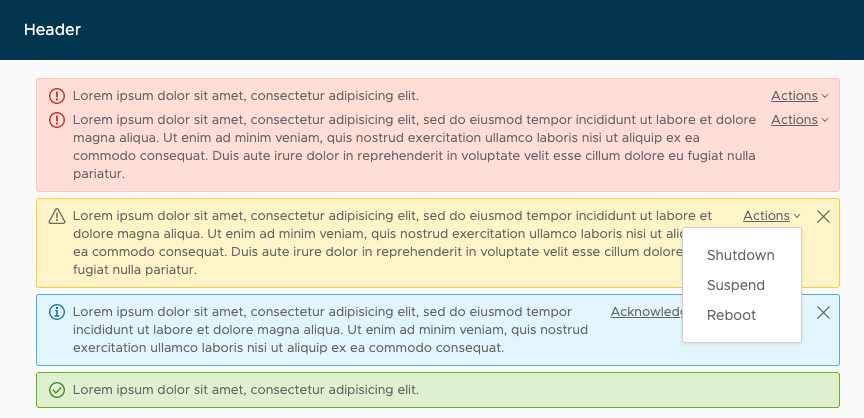 Header
Lorem ipsum dolor sit amet, consectetur adipisicing elit.
Actions
Lorem ipsum dolor sit amet, consectetur adipisicing elit, sed do eiusmod tempor incididunt ut labore et dolore
Actions
magna aliqua. Ut enim ad minim veniam, quis nostrud exercitation ullamco laboris nisi ut aliquip ex ea
commodo consequat. Duis aute irure dolor in reprehenderit in voluptate velit esse cillum dolore eu fugiat nulla
pariatur.
Lorem ipsum dolor sit amet, consectetur adipisicing elit, sed do eiusmod tempor incididunt ut labore et
Actions
dolore magna aliqua. Ut enim ad minim veniam, quis nostrud exercitation ullamco laboris nisi ut
ea commodo consequat. Duis aute irure dolor in reprehenderit in voluptate velit esse cillum dolore
fugiat nulla pariatur.
Shutdown
Suspend
Reboot
Lorem ipsum dolor sit amet, consectetur adipisicing elit, sed do eiusmod tempor
incididunt ut labore et dolore magna aliqua. Ut enim ad minim veniam, quis nostrud
exercitation ullamco laboris nisi ut aliquip ex ea commodo consequat.
Lorem ipsum dolor sit amet, consectetur adipisicing elit.